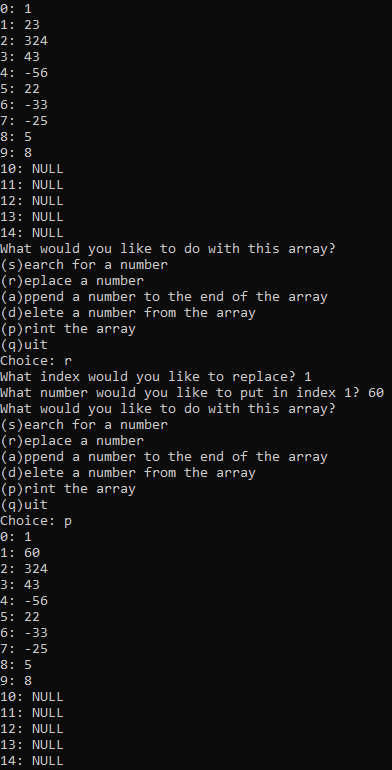 0: 1
1: 23
2: 324
3: 43
4: -56
5: 22
6: -33
7: -25
8: 5
9: 8
10: NULL
11: NULL
12: NULL
13: NULL
14: NULL
What would you like to do with this array?
(s)earch for a number
(r)eplace a number
(a)ppend a number to the end of the array
(d)elete a number from the array
(p)rint the array
(q)uit
Choice: r
What index would you like to replace? 1
What number would you like to put in index 1? 60
What would you like to do with this array?
(s)earch for a number
(r)eplace a number
(a)ppend a number to the end of the array
(d)elete a number from the array
(p)rint the array
(q)uit
Choice: p
0: 1
1: 60
2: 324
3: 43
4: -56
5: 22
6: -33
7: -25
8: 5
9: 8
10: NULL
11: NULL
12: NULL
13: NULL
14: NULL